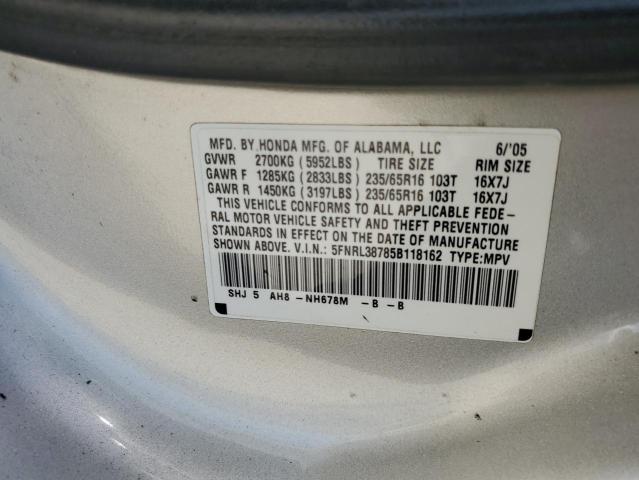 MFD. BY HONDA MFG. OF ALABAMA, LLC 6/'05
GVWR 2700KG (5952LBS) TIRE SIZE RIM SIZE
GAWR F 1285KG (2833LBS) 235/65R16 103T 16X7J
GAWR R 1450KG (3197LBS) 235/65R16 103T 16X7J
THIS VEHICLE CONFORMS TO ALL APPLICABLE FEDE-
RAL MOTOR VEHICLE SAFETY AND THEFT PREVENTION
STANDARDS IN EFFECT ON THE DATE OF MANUFACTURE
SHOWN ABOVE. V.I.N.: 5FNRL38785B118162 TYPE:MPV
SHJ 5 AH8 - NH678M - B - B